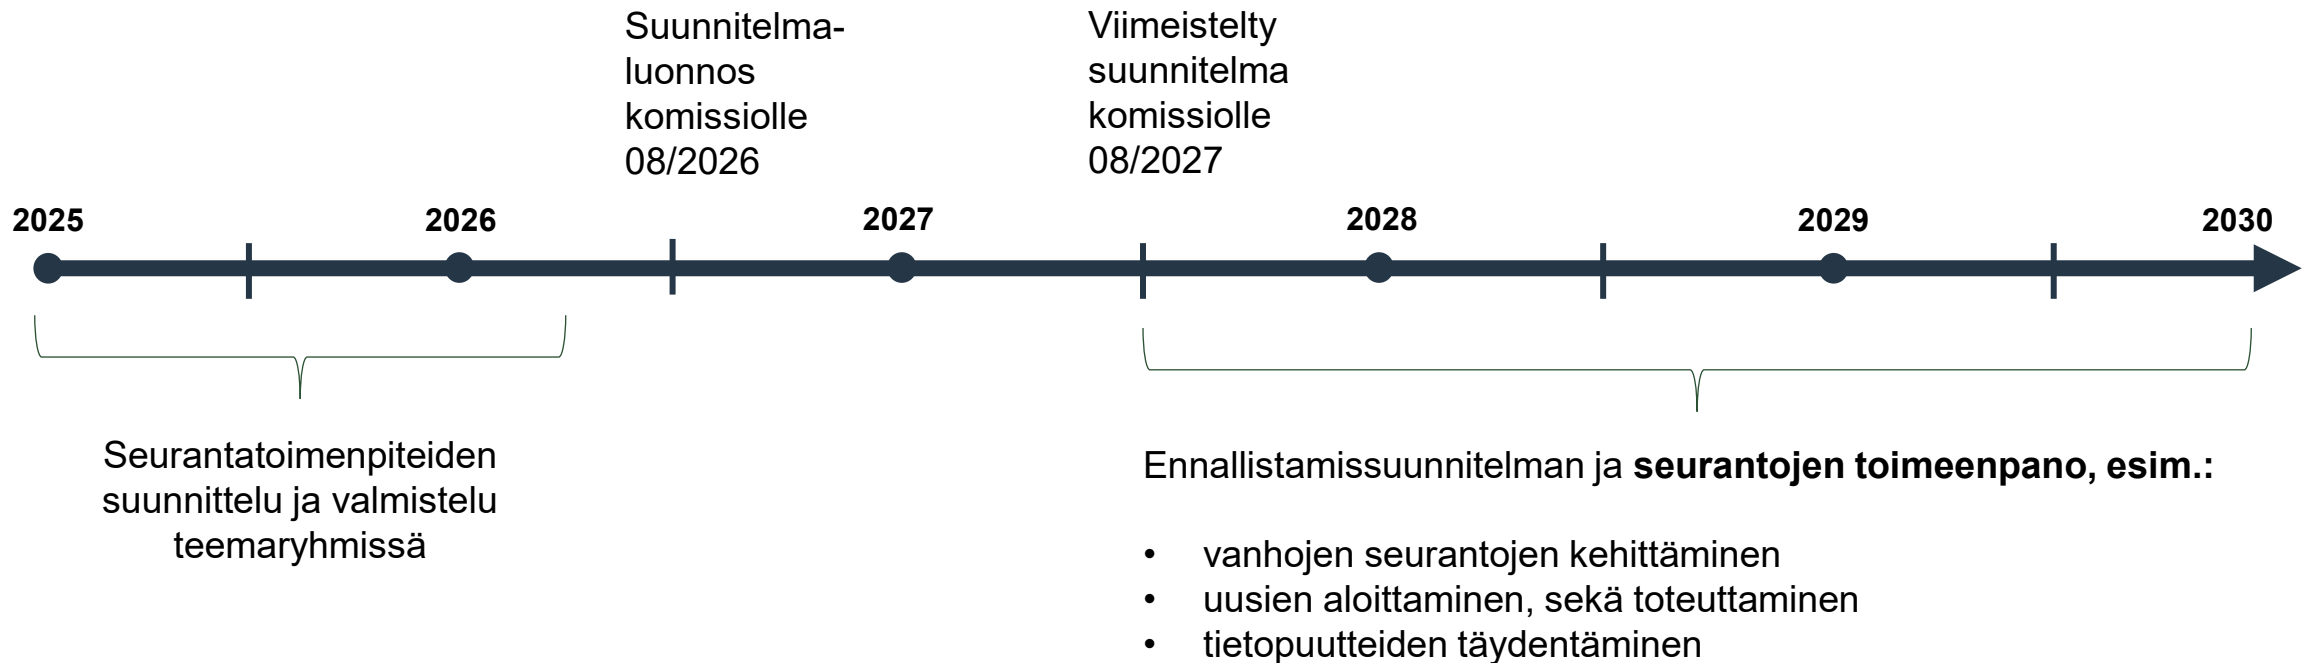 Suunnitelma-
luonnos
komissiolle
08/2026
Viimeistelty
suunnitelma
komissiolle
08/2027
2025
2026
2027
2028
2029
2030
Seurantatoimenpiteiden
suunnittelu ja valmistelu
teemaryhmissä
Ennallistamissuunnitelman ja seurantojen toimeenpano, esim.:
• vanhojen seurantojen kehittäminen
• uusien aloittaminen, sekä toteuttaminen
• tietopuutteiden täydentäminen